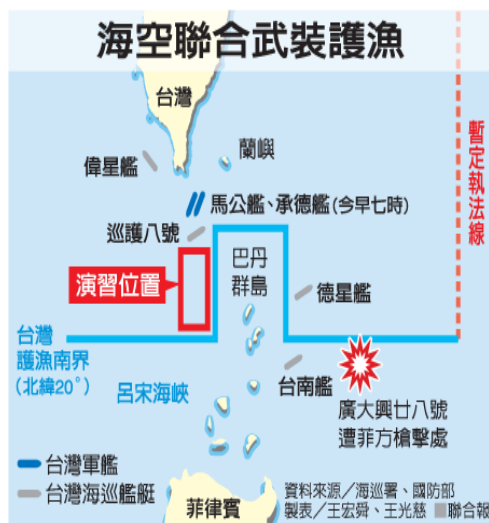 海空聯合武裝護漁
台灣
蘭嶼
偉星艦
馬公艦、承德艦(今早七時)
巡護八號
暫定執法線
演習位置
巴丹
群島
德星艦
台灣
護漁南界
(北緯20°)
呂宋海峽
台南艦
廣大興廿八號
遭菲方槍擊處
台灣軍艦
台灣海巡艦艇
菲律賓
資料來源／海巡署、國防部
製表／王宏舜、王光慈 ■聯合報